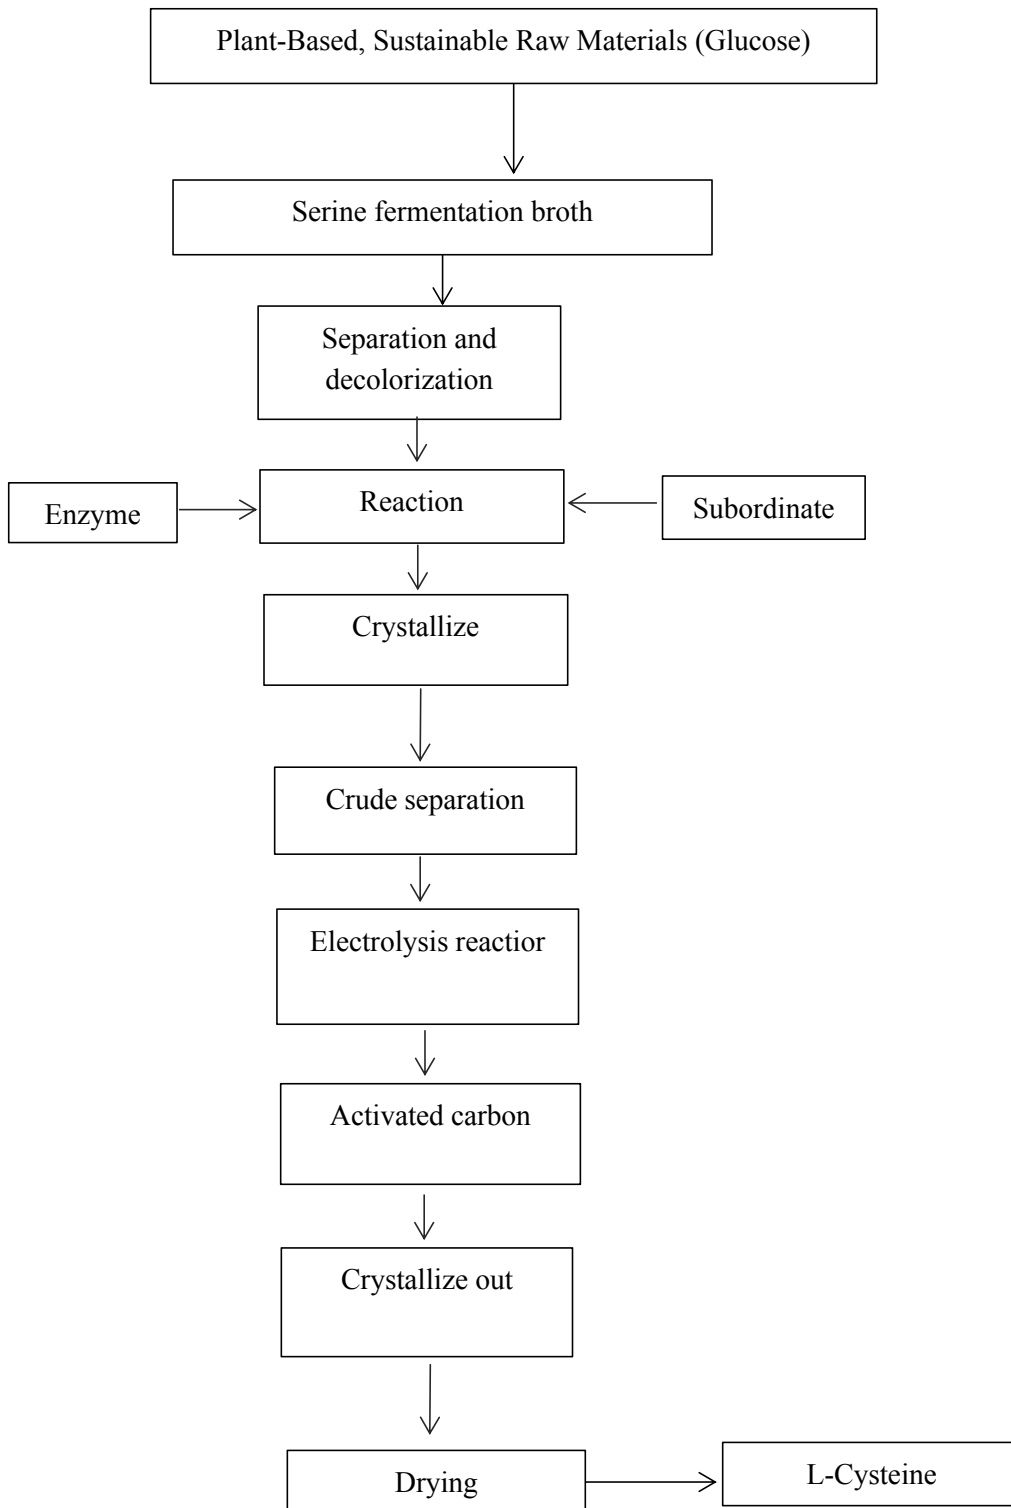 Plant-Based, Sustainable Raw Materials (Glucose)
Serine fermentation broth
Separation and
decolorization
Enzyme
Reaction
Subordinate
Crystallize
Crude separation
Electrolysis reactior
Activated carbon
Crystallize out
Drying
L-Cysteine